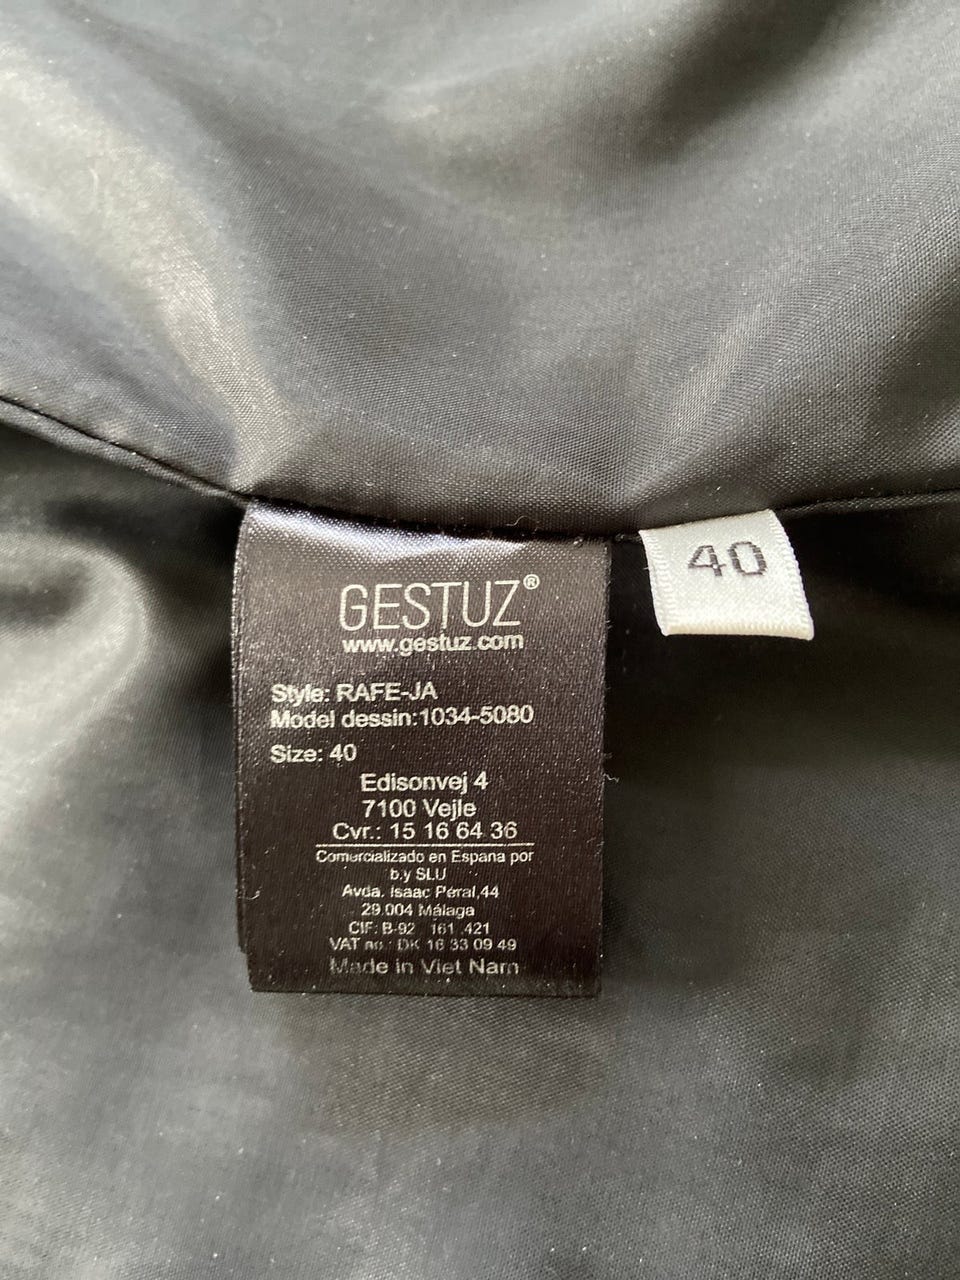 GESTUZ®
www.gestuz.com
Style: RAFE-JA
Model dessin:1034-5080
Size: 40
Edisonvej 4
7100 Vejle
Cvr.: 15 16 64 36
Comercializado en Espana por
b.y SLU
Avda. Isaac Peral,44
29.004 Málaga
CIF: B-92 161.421
VAT no.: DK 16 33 09 49
Made in Viet Nam
40